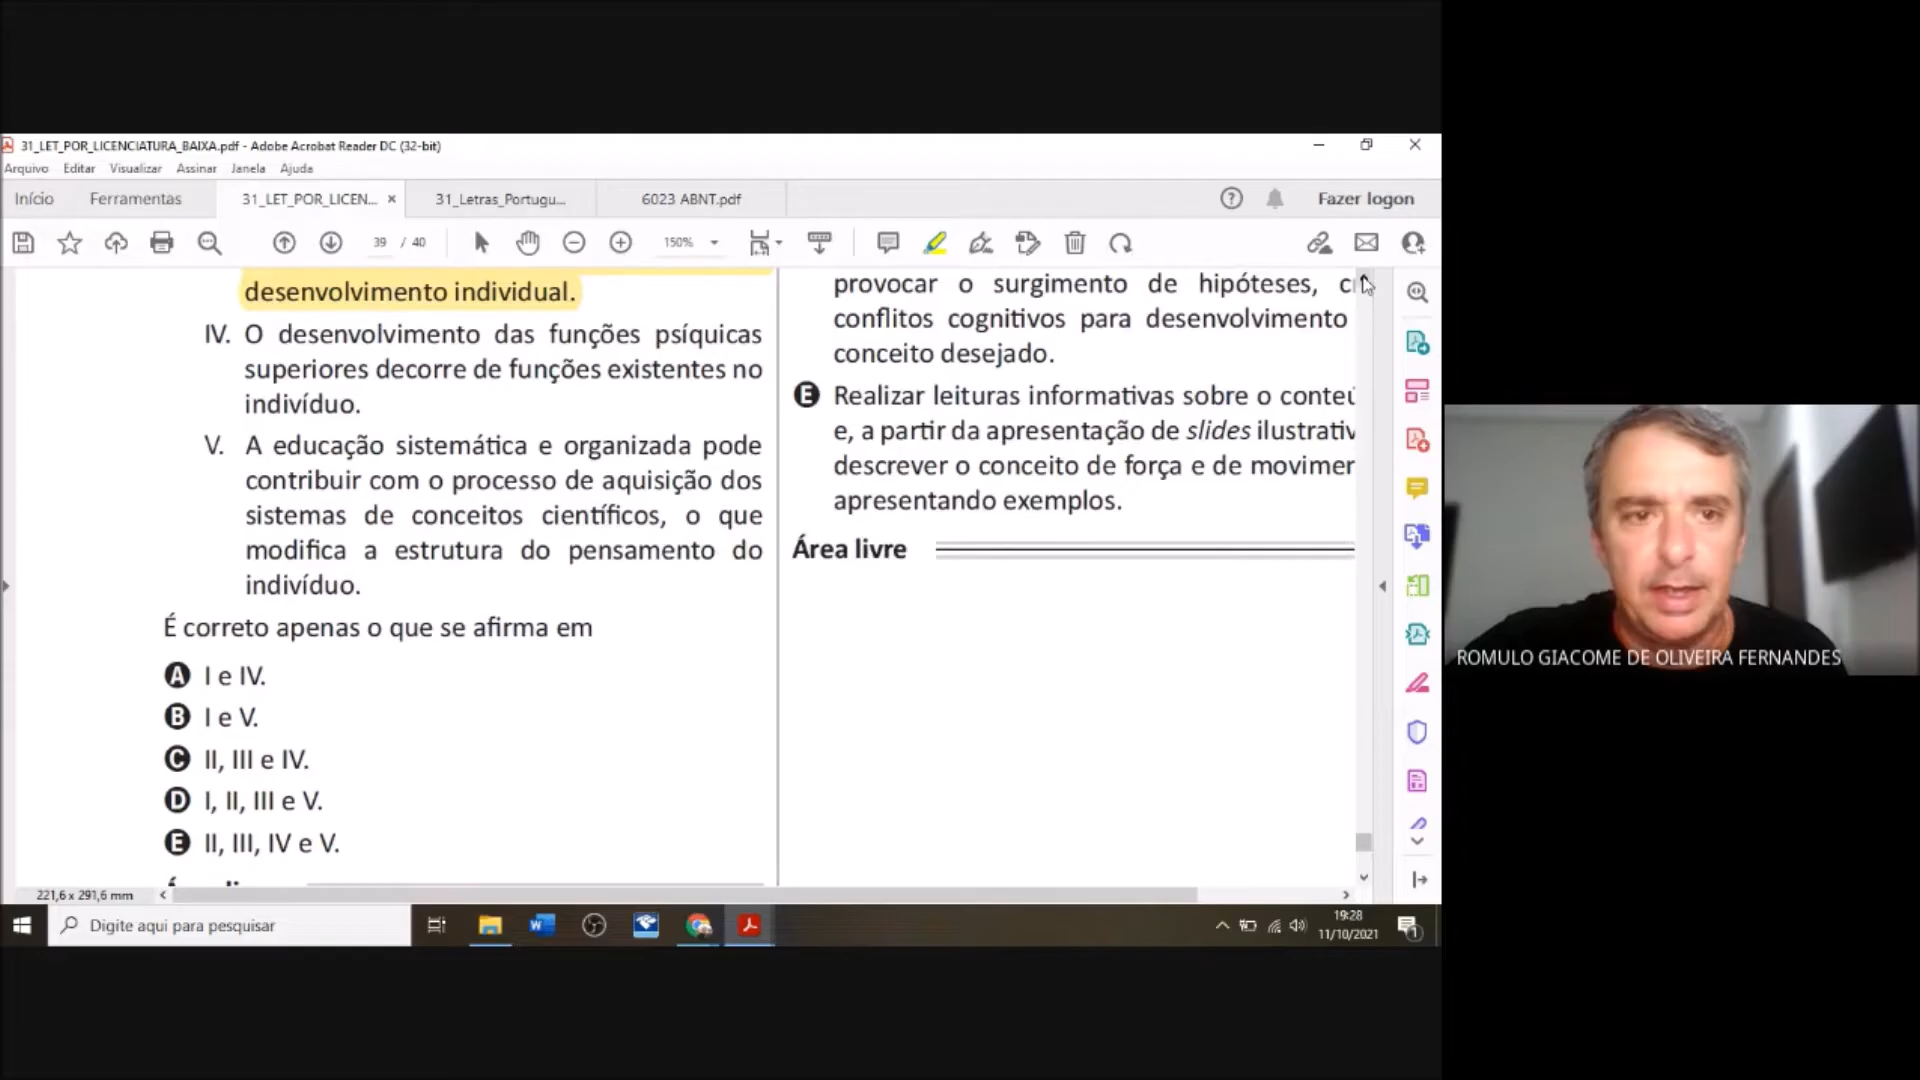 31_LET_POR_LICENCIATURA_BAIXA.pdf - Adobe Acrobat Reader DC (32-bit)
Arquivo Editar Visualizar Assinar Janela Ajuda
Início Ferramentas 31_LET_POR_LICEN... × 31_Letras_Portugu... 6023 ABNT.pdf Fazer logon
39 / 40 150%
desenvolvimento individual.
IV. O desenvolvimento das funções psíquicas
superiores decorre de funções existentes no
indivíduo.
V. A educação sistemática e organizada pode
contribuir com o processo de aquisição dos
sistemas de conceitos científicos, o que
modifica a estrutura do pensamento do
indivíduo.
É correto apenas o que se afirma em
A I e IV.
B I e V.
C II, III e IV.
D I, II, III e V.
E II, III, IV e V.
provocar o surgimento de hipóteses, c
conflitos cognitivos para desenvolvimento
conceito desejado.
E Realizar leituras informativas sobre o conte
e, a partir da apresentação de slides ilustrativ
descrever o conceito de força e de movimen
apresentando exemplos.
Área livre
221,6 x 291,6 mm
Digite aqui para pesquisar
19:28
11/10/2021
1
ROMULO GIACOME DE OLIVEIRA FERNANDES